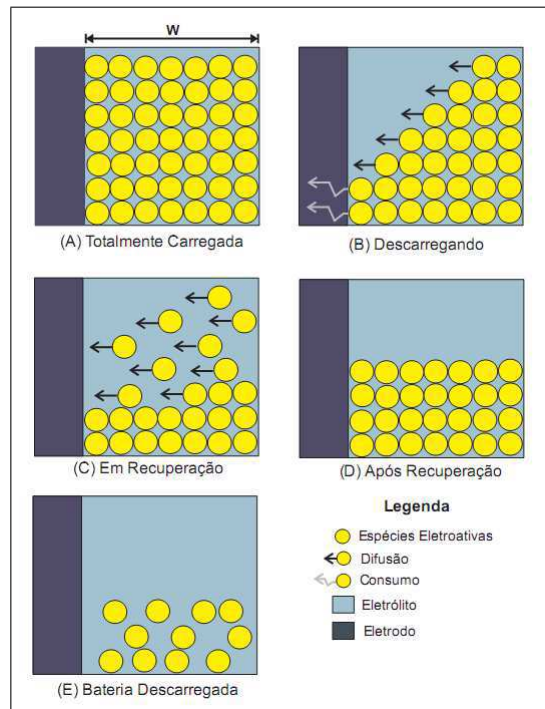 W
(A) Totalmente Carregada
(B) Descarregando
(C) Em Recuperação
(D) Após Recuperação
(E) Bateria Descarregada
Legenda
Espécies Eletroativas
Difusão
Consumo
Eletrólito
Eletrodo